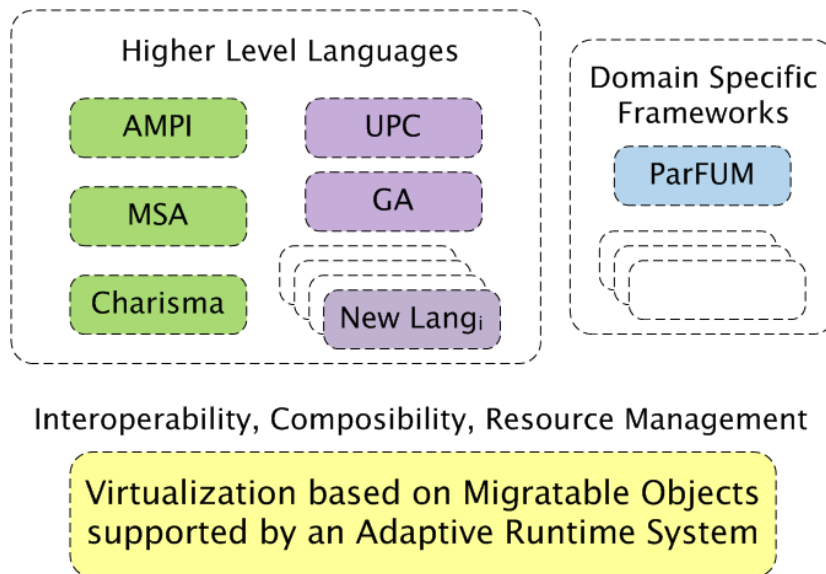 Higher Level Languages
AMPI
MSA
Charisma
UPC
GA
New Langᵢ
Domain Specific
Frameworks
ParFUM
Interoperability, Composibility, Resource Management
Virtualization based on Migratable Objects
supported by an Adaptive Runtime System